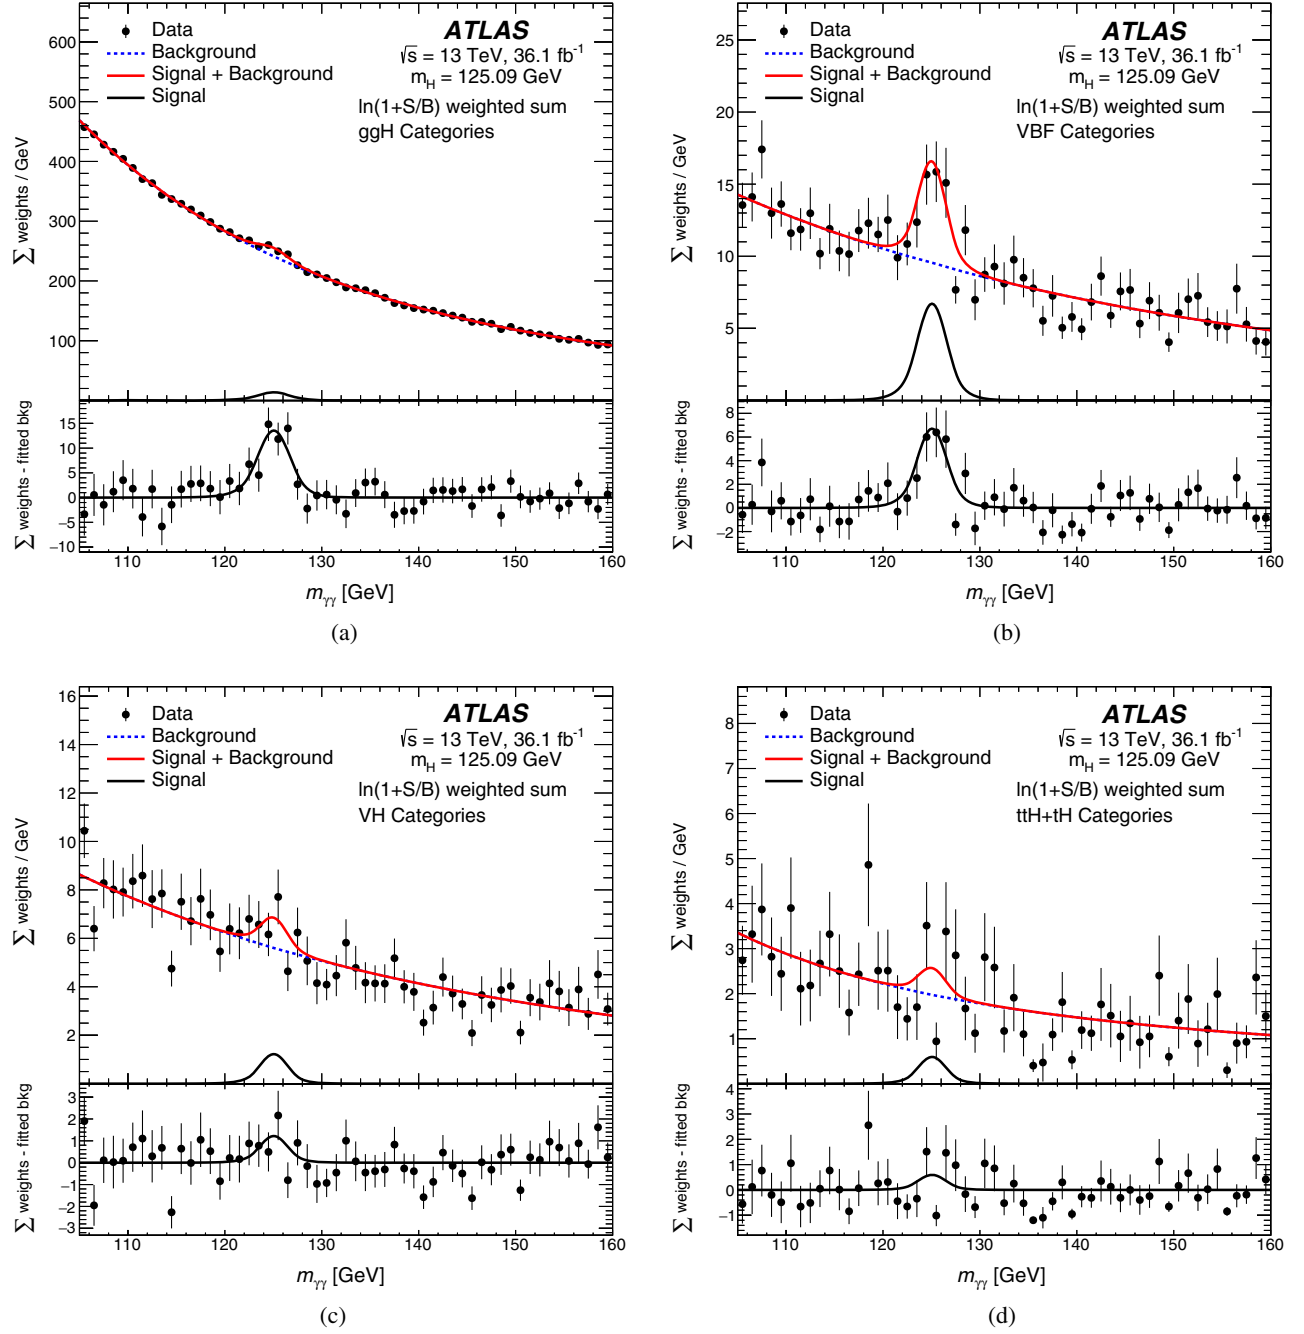 ATLAS
Data
Background
Signal + Background
Signal
√s = 13 TeV, 36.1 fb⁻¹
m_H = 125.09 GeV
ln(1+S/B) weighted sum
ggH Categories
∑ weights / GeV
600
500
400
300
200
100
∑ weights - fitted bkg
15
10
5
0
−5
−10
110 120 130 140 150 160
m_γγ [GeV]
(a)
ATLAS
Data
Background
Signal + Background
Signal
√s = 13 TeV, 36.1 fb⁻¹
m_H = 125.09 GeV
ln(1+S/B) weighted sum
VBF Categories
∑ weights / GeV
25
20
15
10
5
∑ weights - fitted bkg
8
6
4
2
0
−2
110 120 130 140 150 160
m_γγ [GeV]
(b)
ATLAS
Data
Background
Signal + Background
Signal
√s = 13 TeV, 36.1 fb⁻¹
m_H = 125.09 GeV
ln(1+S/B) weighted sum
VH Categories
∑ weights / GeV
16
14
12
10
8
6
4
2
∑ weights - fitted bkg
3
2
1
0
−1
−2
−3
110 120 130 140 150 160
m_γγ [GeV]
(c)
ATLAS
Data
Background
Signal + Background
Signal
√s = 13 TeV, 36.1 fb⁻¹
m_H = 125.09 GeV
ln(1+S/B) weighted sum
ttH+tH Categories
∑ weights / GeV
8
7
6
5
4
3
2
1
∑ weights - fitted bkg
4
3
2
1
0
−1
110 120 130 140 150 160
m_γγ [GeV]
(d)